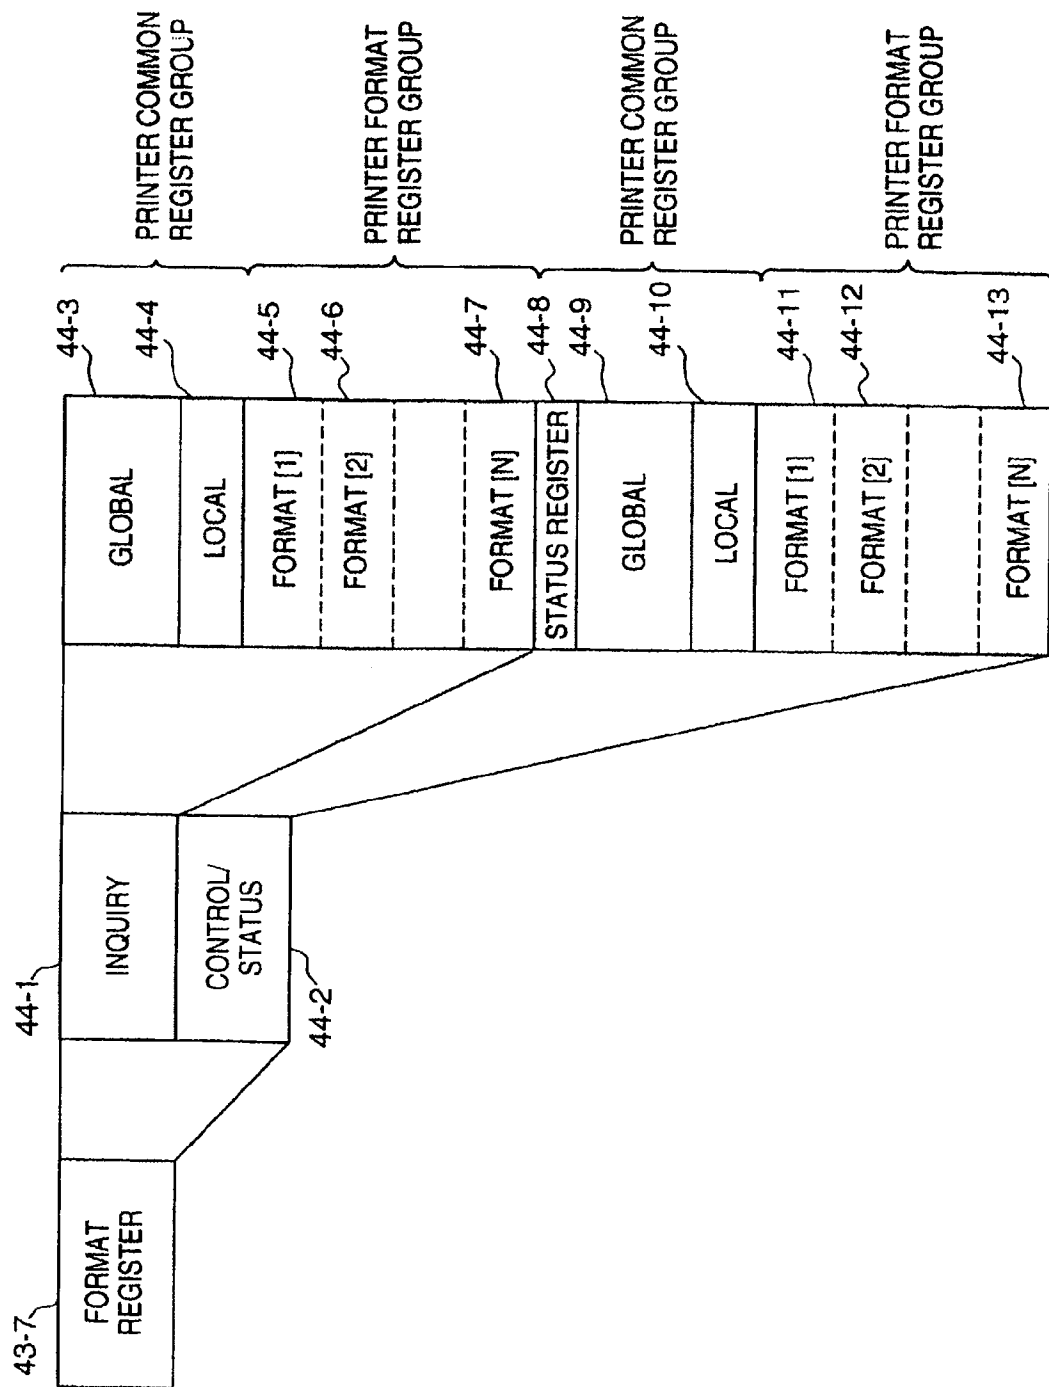 43-7
FORMAT
REGISTER
44-1
INQUIRY
CONTROL/
STATUS
44-2
GLOBAL
LOCAL
FORMAT [1]
FORMAT [2]
FORMAT [N]
STATUS REGISTER
GLOBAL
LOCAL
FORMAT [1]
FORMAT [2]
FORMAT [N]
44-3
44-4
44-5
44-6
44-7
44-8
44-9
44-10
44-11
44-12
44-13
PRINTER COMMON
REGISTER GROUP
PRINTER FORMAT
REGISTER GROUP
PRINTER COMMON
REGISTER GROUP
PRINTER FORMAT
REGISTER GROUP